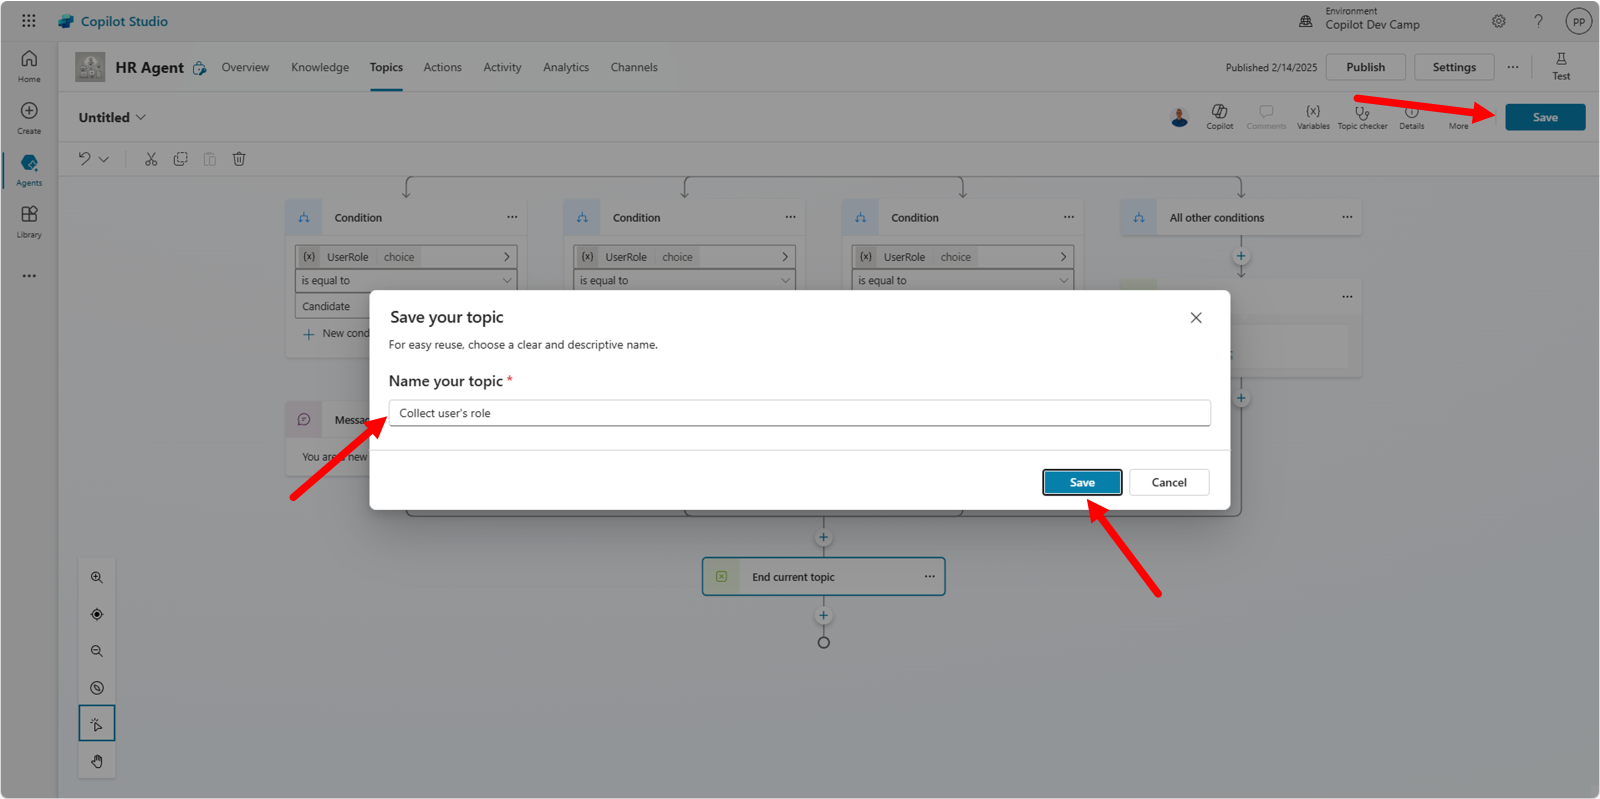 Copilot Studio
Environment
Copilot Dev Camp
PP
HR Agent
Overview
Knowledge
Topics
Actions
Activity
Analytics
Channels
Published 2/14/2025
Publish
Settings
Test
Home
Create
Agents
Library
Untitled
Copilot
Comments
Variables
Topic checker
Details
More
Save
Condition
Condition
Condition
All other conditions
{x} UserRole choice
{x} UserRole choice
{x} UserRole choice
is equal to
is equal to
is equal to
Candidate
New cond
Save your topic
For easy reuse, choose a clear and descriptive name.
Name your topic *
Collect user's role
Save
Cancel
Messag
You are new
End current topic